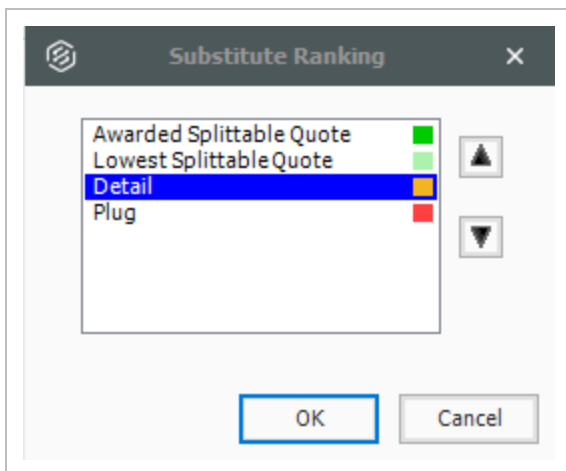 Substitute Ranking
Awarded Splittable Quote
Lowest Splittable Quote
Detail
Plug
OK
Cancel